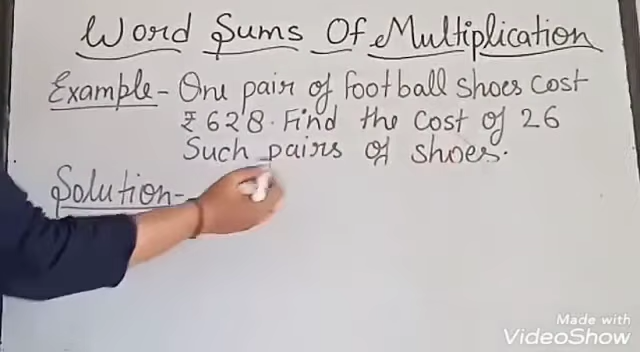 Word Sums Of Multiplication
Example- One pair of football shoes cost
₹628. Find the cost of 26
Such pairs of shoes.
Solution-
Made with
VideoShow